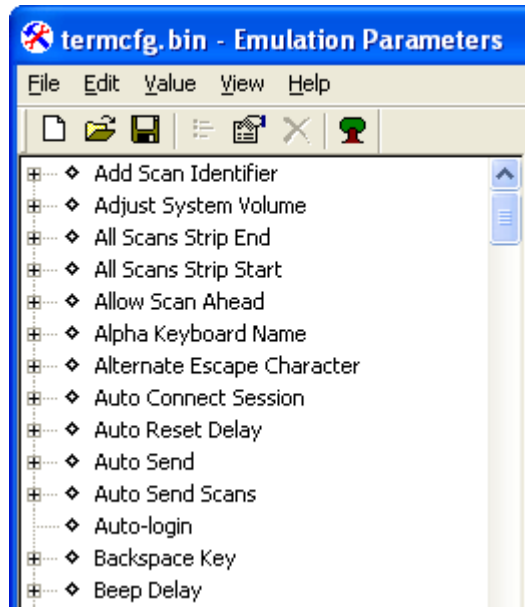 termcfg.bin - Emulation Parameters
File Edit Value View Help
Add Scan Identifier
Adjust System Volume
All Scans Strip End
All Scans Strip Start
Allow Scan Ahead
Alpha Keyboard Name
Alternate Escape Character
Auto Connect Session
Auto Reset Delay
Auto Send
Auto Send Scans
Auto-login
Backspace Key
Beep Delay